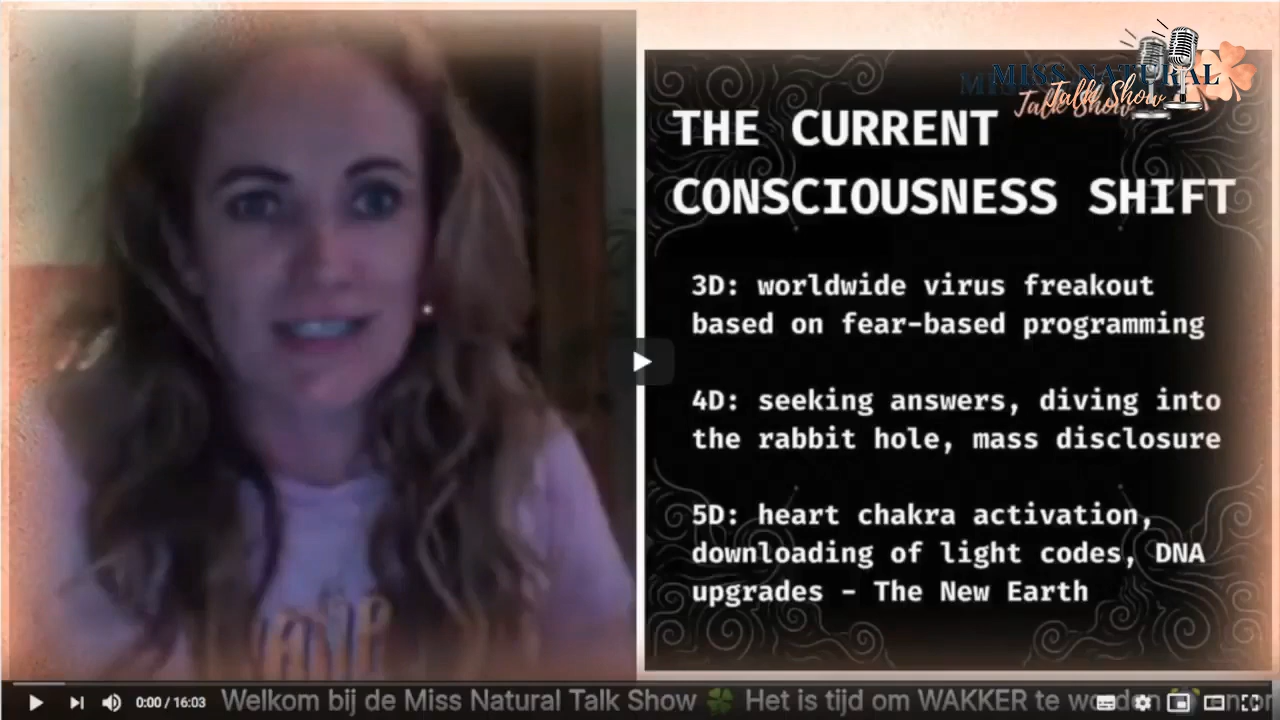 MISS NATURAL
Talk Show
THE CURRENT
CONSCIOUSNESS SHIFT
3D: worldwide virus freakout
based on fear-based programming
4D: seeking answers, diving into
the rabbit hole, mass disclosure
5D: heart chakra activation,
downloading of light codes, DNA
upgrades - The New Earth
0:00 / 16:03
Welkom bij de Miss Natural Talk Show 🍀 Het is tijd om WAKKER te worden